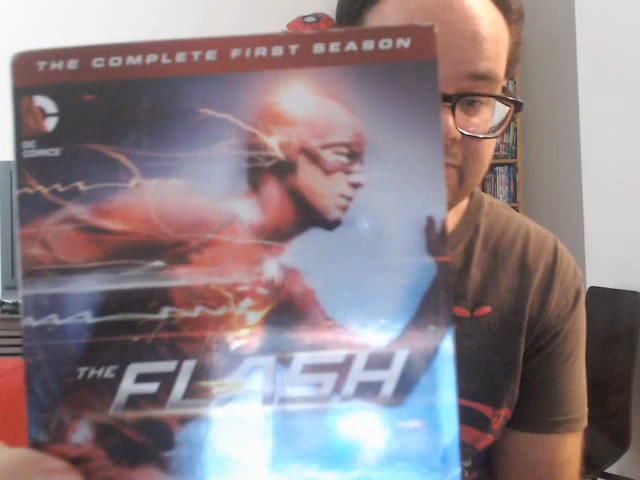 THE COMPLETE FIRST SEASON
DC
COMICS
THE FLASH